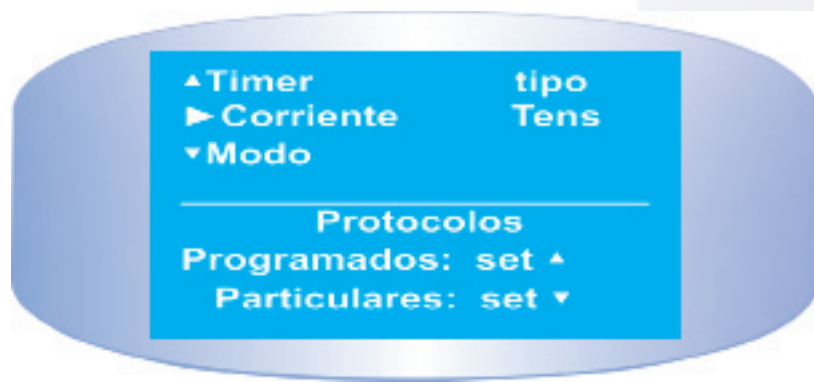 ▲Timer tipo
►Corriente Tens
▼Modo
Protocolos
Programados: set ▲
Particulares: set ▼